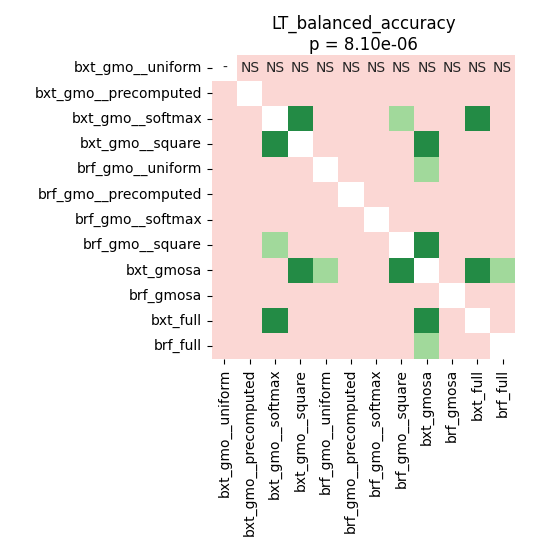 LT_balanced_accuracy
p = 8.10e-06
bxt_gmo__uniform - NS NS NS NS NS NS NS NS NS NS NS
bxt_gmo__precomputed
bxt_gmo__softmax
bxt_gmo__square
brf_gmo__uniform
brf_gmo__precomputed
brf_gmo__softmax
brf_gmo__square
bxt_gmosa
brf_gmosa
bxt_full
brf_full
bxt_gmo__uniform
bxt_gmo__precomputed
bxt_gmo__softmax
bxt_gmo__square
brf_gmo__uniform
brf_gmo__precomputed
brf_gmo__softmax
brf_gmo__square
bxt_gmosa
brf_gmosa
bxt_full
brf_full